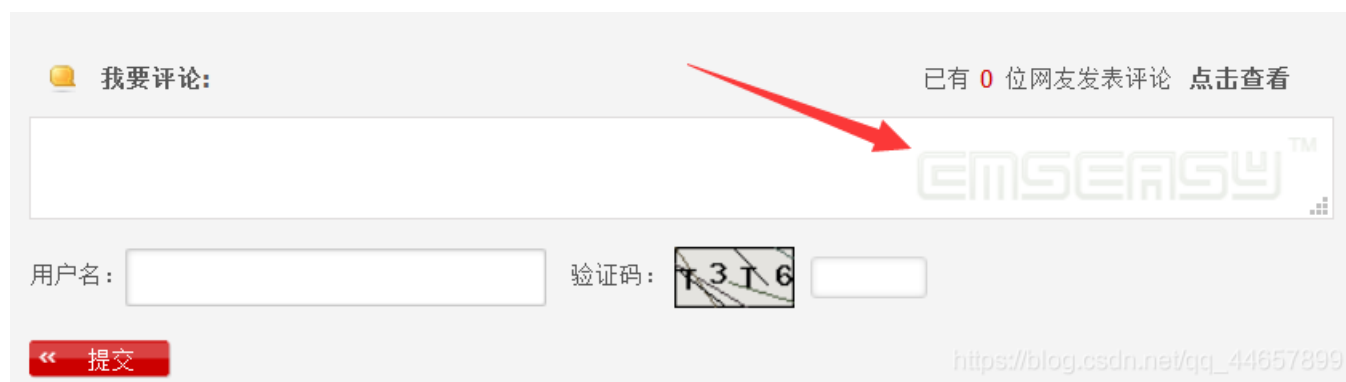 我要评论: 已有 0 位网友发表评论 点击查看
CMSEASY™
用户名: 验证码: T3T6
提交
https://blog.csdn.net/qq_44657899